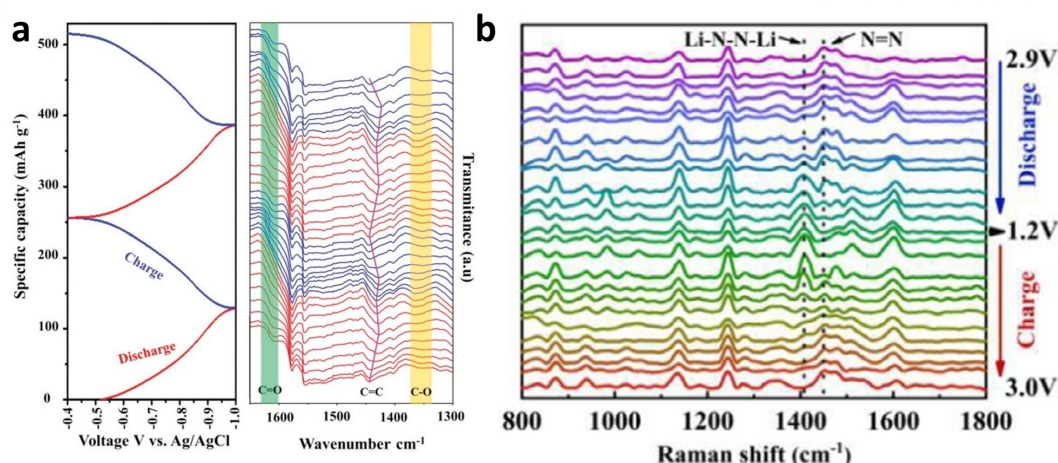 a
Specific capacity (mAh g⁻¹)
500
400
300
200
100
0
Charge
Discharge
-0.4
-0.5
-0.6
-0.7
-0.8
-0.9
-1.0
Voltage V vs. Ag/AgCl
C=O
C=C
C-O
1600
1500
1400
1300
Wavenumber cm⁻¹
Transmitance (a.u)
b
Li-N-N-Li
N=N
2.9V
Discharge
1.2V
Charge
3.0V
800
1000
1200
1400
1600
1800
Raman shift (cm⁻¹)